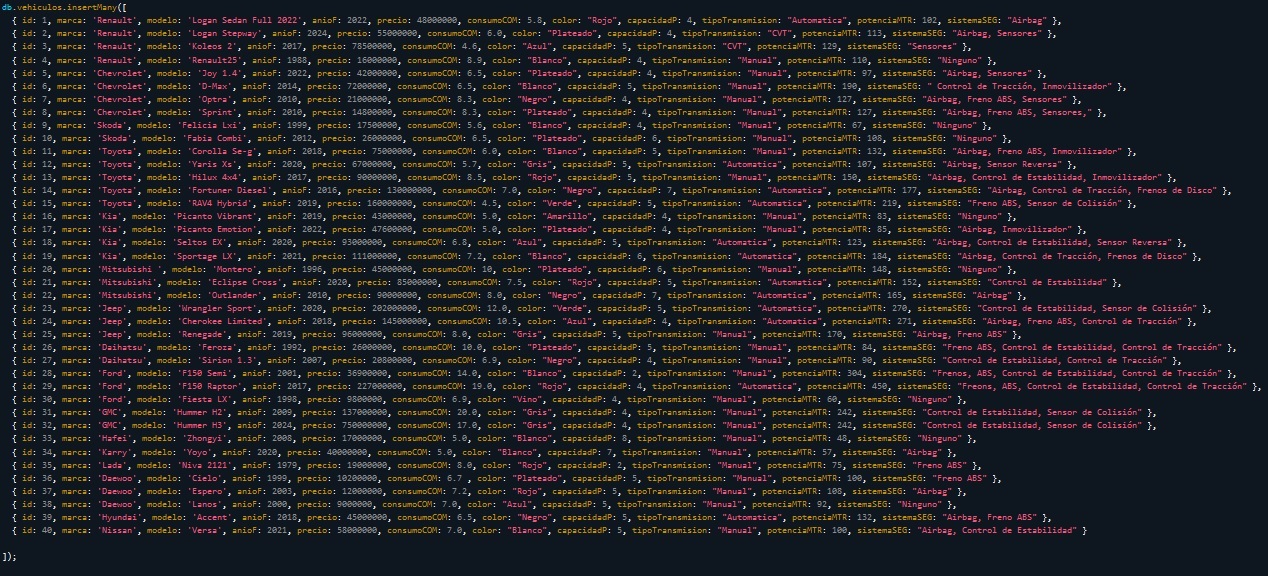 db.vehiculos.insertMany([
{ id: 1, marca: 'Renault', modelo: 'Logan Sedan Full 2022', anioF: 2022, precio: 48000000, consumoCOM: 5.8, color: "Rojo", capacidadP: 4, tipoTransmision: "Automatica", potenciaMTR: 102, sistemaSEG: "Airbag" },
{ id: 2, marca: 'Renault', modelo: 'Logan Stepway', anioF: 2024, precio: 55000000, consumoCOM: 6.0, color: "Plateado", capacidadP: 4, tipoTransmision: "CVT", potenciaMTR: 113, sistemaSEG: "Airbag, Sensores" },
{ id: 3, marca: 'Renault', modelo: 'Koleos 2', anioF: 2017, precio: 78500000, consumoCOM: 4.6, color: "Azul", capacidadP: 5, tipoTransmision: "CVT", potenciaMTR: 129, sistemaSEG: "Sensores" },
{ id: 4, marca: 'Renault', modelo: 'Renault25', anioF: 1988, precio: 16000000, consumoCOM: 8.9, color: "Blanco", capacidadP: 4, tipoTransmision: "Manual", potenciaMTR: 110, sistemaSEG: "Ninguno" },
{ id: 5, marca: 'Chevrolet', modelo: 'Joy 1.4', anioF: 2022, precio: 42000000, consumoCOM: 6.5, color: "Plateado", capacidadP: 4, tipoTransmision: "Manual", potenciaMTR: 97, sistemaSEG: "Airbag, Sensores" },
{ id: 6, marca: 'Chevrolet', modelo: 'D-Max', anioF: 2014, precio: 72000000, consumoCOM: 6.5, color: "Blanco", capacidadP: 5, tipoTransmision: "Manual", potenciaMTR: 190, sistemaSEG: " Control de Tracción, Inmovilizador" },
{ id: 7, marca: 'Chevrolet', modelo: 'Optra', anioF: 2010, precio: 21000000, consumoCOM: 8.3, color: "Negro", capacidadP: 4, tipoTransmision: "Manual", potenciaMTR: 127, sistemaSEG: "Airbag, Freno ABS, Sensores" },
{ id: 8, marca: 'Chevrolet', modelo: 'Sprint', anioF: 2010, precio: 14800000, consumoCOM: 8.3, color: "Plateado", capacidadP: 4, tipoTransmision: "Manual", potenciaMTR: 127, sistemaSEG: "Airbag, Freno ABS, Sensores," },
{ id: 9, marca: 'Skoda', modelo: 'Felicia Lxi', anioF: 1999, precio: 17500000, consumoCOM: 5.6, color: "Blanco", capacidadP: 4, tipoTransmision: "Manual", potenciaMTR: 67, sistemaSEG: "Ninguno" },
{ id: 10, marca: 'Skoda', modelo: 'Fabia Combi', anioF: 2012, precio: 26000000, consumoCOM: 6.5, color: "Plateado", capacidadP: 6, tipoTransmision: "Manual", potenciaMTR: 108, sistemaSEG: "Ninguno" },
{ id: 11, marca: 'Toyota', modelo: 'Corolla Se-g', anioF: 2018, precio: 75000000, consumoCOM: 6.0, color: "Blanco", capacidadP: 5, tipoTransmision: "Manual", potenciaMTR: 132, sistemaSEG: "Airbag, Freno ABS, Inmovilizador" },
{ id: 12, marca: 'Toyota', modelo: 'Yaris Xs', anioF: 2020, precio: 67000000, consumoCOM: 5.7, color: "Gris", capacidadP: 5, tipoTransmision: "Automatica", potenciaMTR: 107, sistemaSEG: "Airbag, Sensor Reversa" },
{ id: 13, marca: 'Toyota', modelo: 'Hilux 4x4', anioF: 2017, precio: 90000000, consumoCOM: 8.5, color: "Rojo", capacidadP: 5, tipoTransmision: "Manual", potenciaMTR: 150, sistemaSEG: "Airbag, Control de Estabilidad, Inmovilizador" },
{ id: 14, marca: 'Toyota', modelo: 'Fortuner Diesel', anioF: 2016, precio: 130000000, consumoCOM: 7.0, color: "Negro", capacidadP: 7, tipoTransmision: "Automatica", potenciaMTR: 177, sistemaSEG: "Airbag, Control de Tracción, Frenos de Disco" },
{ id: 15, marca: 'Toyota', modelo: 'RAV4 Hybrid', anioF: 2019, precio: 160000000, consumoCOM: 4.5, color: "Verde", capacidadP: 5, tipoTransmision: "Automatica", potenciaMTR: 219, sistemaSEG: "Freno ABS, Sensor de Colisión" },
{ id: 16, marca: 'Kia', modelo: 'Picanto Vibrant', anioF: 2019, precio: 43000000, consumoCOM: 5.0, color: "Amarillo", capacidadP: 4, tipoTransmision: "Manual", potenciaMTR: 83, sistemaSEG: "Ninguno" },
{ id: 17, marca: 'Kia', modelo: 'Picanto Emotion', anioF: 2022, precio: 47600000, consumoCOM: 5.0, color: "Plateado", capacidadP: 4, tipoTransmision: "Manual", potenciaMTR: 85, sistemaSEG: "Airbag, Inmovilizador" },
{ id: 18, marca: 'Kia', modelo: 'Seltos EX', anioF: 2020, precio: 93000000, consumoCOM: 6.8, color: "Azul", capacidadP: 5, tipoTransmision: "Automatica", potenciaMTR: 123, sistemaSEG: "Airbag, Control de Estabilidad, Sensor Reversa" },
{ id: 19, marca: 'Kia', modelo: 'Sportage LX', anioF: 2021, precio: 111000000, consumoCOM: 7.2, color: "Blanco", capacidadP: 6, tipoTransmision: "Automatica", potenciaMTR: 184, sistemaSEG: "Airbag, Control de Tracción, Frenos de Disco" },
{ id: 20, marca: 'Mitsubishi ', modelo: 'Montero', anioF: 1996, precio: 45000000, consumoCOM: 10, color: "Plateado", capacidadP: 6, tipoTransmision: "Manual", potenciaMTR: 148, sistemaSEG: "Ninguno" },
{ id: 21, marca: 'Mitsubishi', modelo: 'Eclipse Cross', anioF: 2020, precio: 85000000, consumoCOM: 7.5, color: "Rojo", capacidadP: 5, tipoTransmision: "Automatica", potenciaMTR: 152, sistemaSEG: "Control de Estabilidad" },
{ id: 22, marca: 'Mitsubishi', modelo: 'Outlander', anioF: 2010, precio: 90000000, consumoCOM: 8.0, color: "Negro", capacidadP: 7, tipoTransmision: "Automatica", potenciaMTR: 165, sistemaSEG: "Airbag" },
{ id: 23, marca: 'Jeep', modelo: 'Wrangler Sport', anioF: 2020, precio: 202000000, consumoCOM: 12.0, color: "Verde", capacidadP: 5, tipoTransmision: "Automatica", potenciaMTR: 270, sistemaSEG: "Control de Estabilidad, Sensor de Colisión" },
{ id: 24, marca: 'Jeep', modelo: 'Cherokee Limited', anioF: 2018, precio: 145000000, consumoCOM: 10.5, color: "Azul", capacidadP: 4, tipoTransmision: "Automatica", potenciaMTR: 271, sistemaSEG: "Airbag, Freno ABS, Control de Tracción" },
{ id: 25, marca: 'Jeep', modelo: 'Renegade', anioF: 2019, precio: 96000000, consumoCOM: 8.0, color: "Gris", capacidadP: 5, tipoTransmision: "Manual", potenciaMTR: 170, sistemaSEG: "Airbag, Freno ABS" },
{ id: 26, marca: 'Daihatsu', modelo: 'Feroza', anioF: 1992, precio: 26000000, consumoCOM: 10.0, color: "Plateado", capacidadP: 5, tipoTransmision: "Manual", potenciaMTR: 84, sistemaSEG: "Freno ABS, Control de Estabilidad, Control de Tracción" },
{ id: 27, marca: 'Daihatsu', modelo: 'Sirion 1.3', anioF: 2007, precio: 20800000, consumoCOM: 6.9, color: "Negro", capacidadP: 4, tipoTransmision: "Manual", potenciaMTR: 90, sistemaSEG: "Control de Estabilidad, Control de Tracción" },
{ id: 28, marca: 'Ford', modelo: 'F150 Semi', anioF: 2001, precio: 36900000, consumoCOM: 14.0, color: "Blanco", capacidadP: 2, tipoTransmision: "Manual", potenciaMTR: 304, sistemaSEG: "Frenos, ABS, Control de Estabilidad, Control de Tracción" },
{ id: 29, marca: 'Ford', modelo: 'F150 Raptor', anioF: 2017, precio: 227000000, consumoCOM: 19.0, color: "Rojo", capacidadP: 4, tipoTransmision: "Automatica", potenciaMTR: 450, sistemaSEG: "Freons, ABS, Control de Estabilidad, Control de Tracción" },
{ id: 30, marca: 'Ford', modelo: 'Fiesta LX', anioF: 1998, precio: 9800000, consumoCOM: 6.9, color: "Vino", capacidadP: 4, tipoTransmision: "Manual", potenciaMTR: 60, sistemaSEG: "Ninguno" },
{ id: 31, marca: 'GMC', modelo: 'Hummer H2', anioF: 2009, precio: 137000000, consumoCOM: 20.0, color: "Gris", capacidadP: 4, tipoTransmision: "Manual", potenciaMTR: 242, sistemaSEG: "Control de Estabilidad, Sensor de Colisión" },
{ id: 32, marca: 'GMC', modelo: 'Hummer H3', anioF: 2024, precio: 750000000, consumoCOM: 17.0, color: "Gris", capacidadP: 4, tipoTransmision: "Manual", potenciaMTR: 242, sistemaSEG: "Control de Estabilidad, Sensor de Colisión" },
{ id: 33, marca: 'Hafei', modelo: 'Zhongyi', anioF: 2008, precio: 17000000, consumoCOM: 5.0, color: "Blanco", capacidadP: 8, tipoTransmision: "Manual", potenciaMTR: 48, sistemaSEG: "Ninguno" },
{ id: 34, marca: 'Karry', modelo: 'Yoyo', anioF: 2020, precio: 40000000, consumoCOM: 5.0, color: "Blanco", capacidadP: 7, tipoTransmision: "Manual", potenciaMTR: 57, sistemaSEG: "Airbag" },
{ id: 35, marca: 'Lada', modelo: 'Niva 2121', anioF: 1979, precio: 19000000, consumoCOM: 8.0, color: "Rojo", capacidadP: 2, tipoTransmision: "Manual", potenciaMTR: 75, sistemaSEG: "Freno ABS" },
{ id: 36, marca: 'Daewoo', modelo: 'Cielo', anioF: 1999, precio: 10200000, consumoCOM: 6.7 , color: "Plateado", capacidadP: 5, tipoTransmision: "Manual", potenciaMTR: 100, sistemaSEG: "Freno ABS" },
{ id: 37, marca: 'Daewoo', modelo: 'Espero', anioF: 2003, precio: 12000000, consumoCOM: 7.2, color: "Rojo", capacidadP: 5, tipoTransmision: "Manual", potenciaMTR: 108, sistemaSEG: "Airbag" },
{ id: 38, marca: 'Daewoo', modelo: 'Lanos', anioF: 2000, precio: 9000000, consumoCOM: 7.0, color: "Azul", capacidadP: 5, tipoTransmision: "Manual", potenciaMTR: 92, sistemaSEG: "Ninguno" },
{ id: 39, marca: 'Hyundai', modelo: 'Accent', anioF: 2018, precio: 45000000, consumoCOM: 6.5, color: "Negro", capacidadP: 5, tipoTransmision: "Automatica", potenciaMTR: 132, sistemaSEG: "Airbag, Freno ABS" },
{ id: 40, marca: 'Nissan', modelo: 'Versa', anioF: 2021, precio: 58000000, consumoCOM: 7.0, color: "Blanco", capacidadP: 5, tipoTransmision: "Manual", potenciaMTR: 100, sistemaSEG: "Airbag, Control de Estabilidad" }
]);